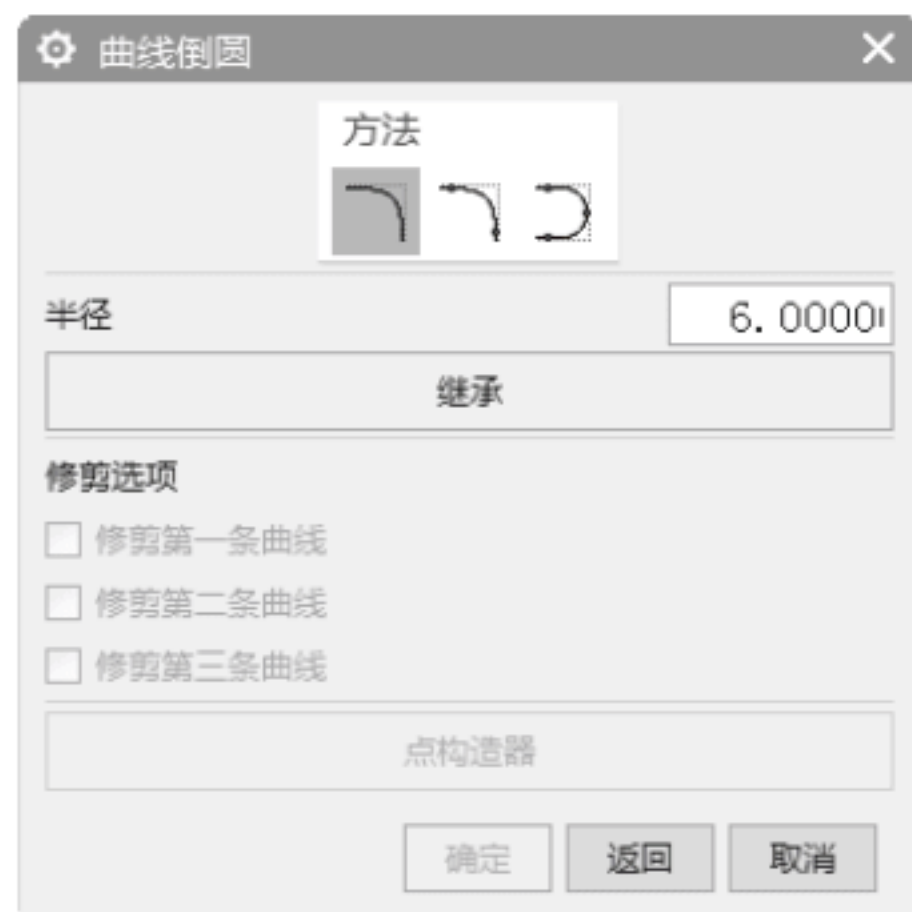 曲线倒圆
方法
半径 6.0000
继承
修剪选项
修剪第一条曲线
修剪第二条曲线
修剪第三条曲线
点构造器
确定 返回 取消